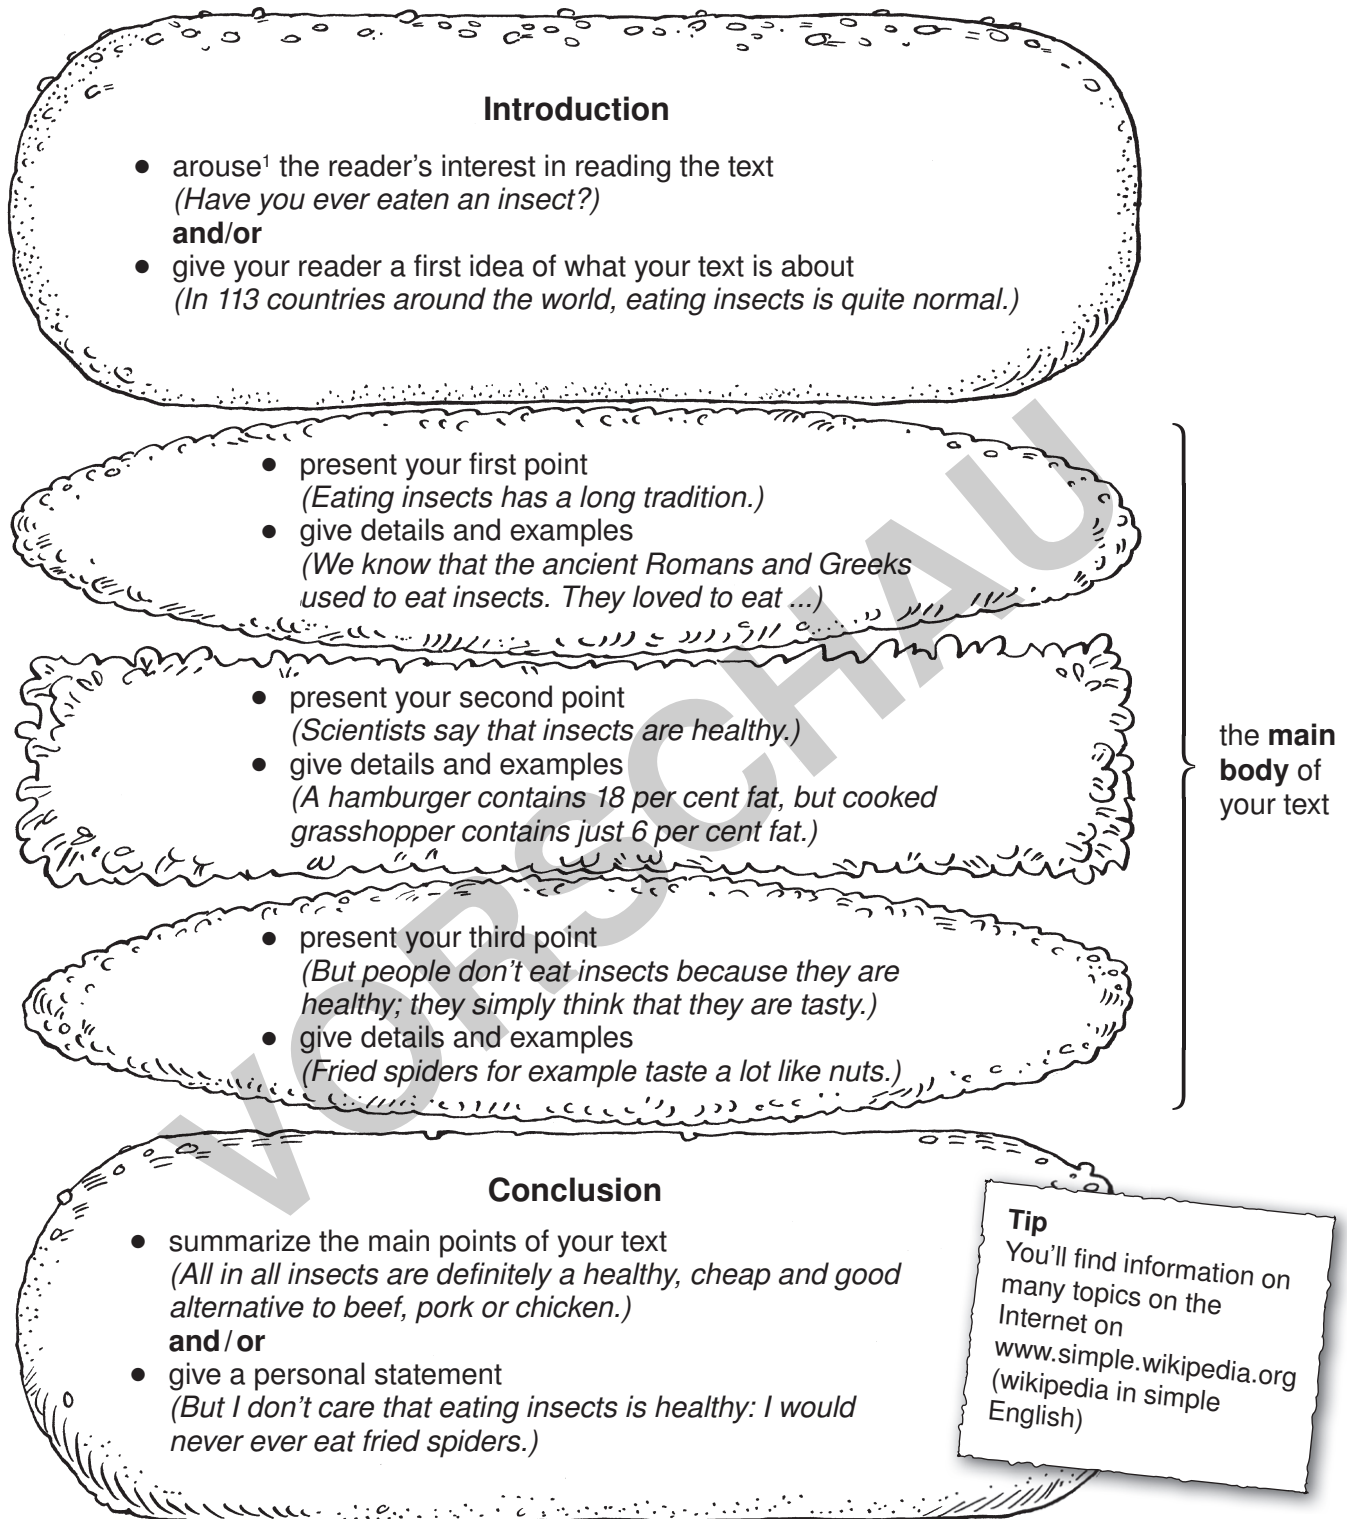 Introduction
• arouse¹ the reader's interest in reading the text
(Have you ever eaten an insect?)
and/or
• give your reader a first idea of what your text is about
(In 113 countries around the world, eating insects is quite normal.)
• present your first point
(Eating insects has a long tradition.)
• give details and examples
(We know that the ancient Romans and Greeks
used to eat insects. They loved to eat ...)
• present your second point
(Scientists say that insects are healthy.)
• give details and examples
(A hamburger contains 18 per cent fat, but cooked
grasshopper contains just 6 per cent fat.)
• present your third point
(But people don't eat insects because they are
healthy; they simply think that they are tasty.)
• give details and examples
(Fried spiders for example taste a lot like nuts.)
the main
body of
your text
Conclusion
• summarize the main points of your text
(All in all insects are definitely a healthy, cheap and good
alternative to beef, pork or chicken.)
and/or
• give a personal statement
(But I don't care that eating insects is healthy: I would
never ever eat fried spiders.)
Tip
You'll find information on
many topics on the
Internet on
www.simple.wikipedia.org
(wikipedia in simple
English)
VORSCHAU